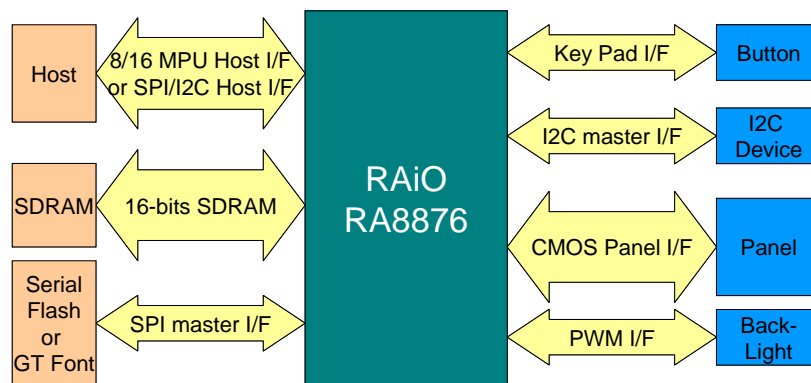 Host
8/16 MPU Host I/F
or SPI/I2C Host I/F
SDRAM
16-bits SDRAM
Serial
Flash
or
GT Font
SPI master I/F
RAiO
RA8876
Key Pad I/F
Button
I2C master I/F
I2C
Device
CMOS Panel I/F
Panel
PWM I/F
Back-
Light